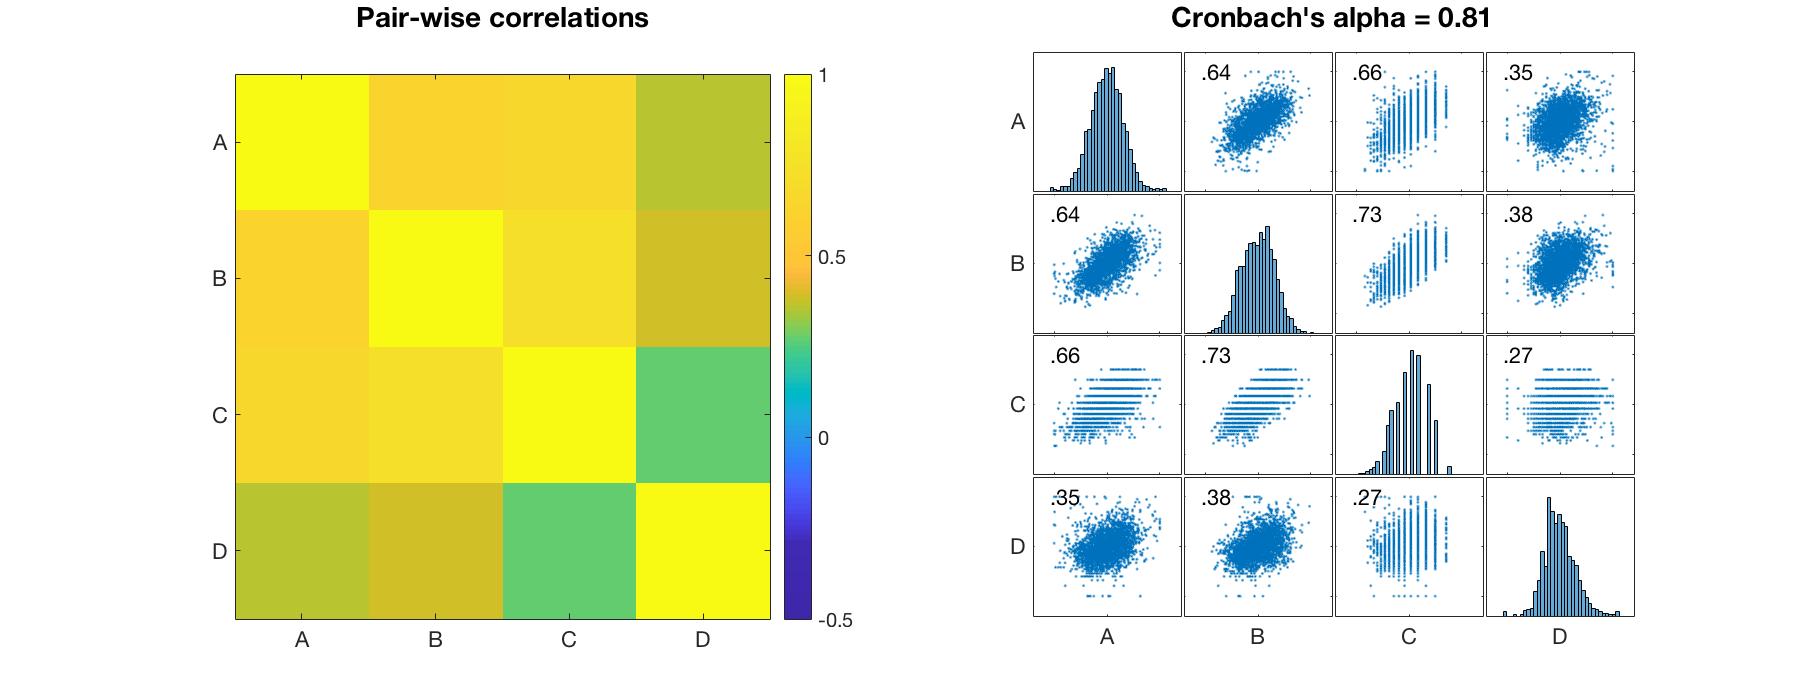 Pair-wise correlations
A
B
C
D
A B C D
1
0.5
0
-0.5
Cronbach's alpha = 0.81
A .64 .66 .35
B .64 .73 .38
C .66 .73 .27
D .35 .38 .27
A B C D